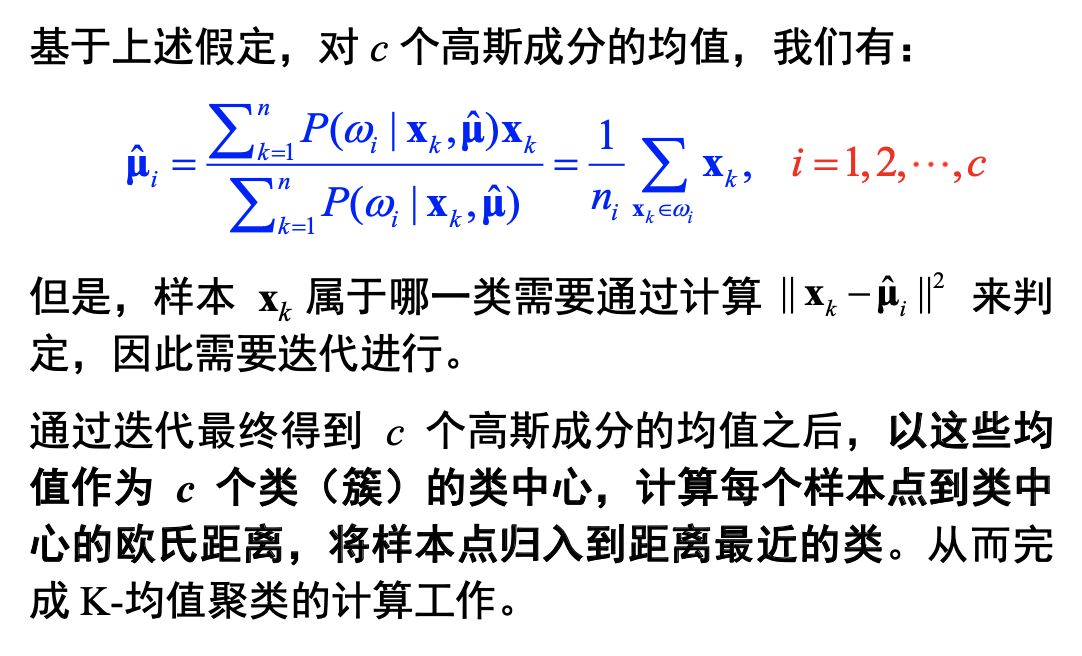 基于上述假定，对 c 个高斯成分的均值，我们有：
$\hat{\boldsymbol{\mu}}_i = \frac{\sum_{k=1}^{n} P(\omega_i \mid \mathbf{x}_k, \hat{\boldsymbol{\mu}}) \mathbf{x}_k}{\sum_{k=1}^{n} P(\omega_i \mid \mathbf{x}_k, \hat{\boldsymbol{\mu}})} = \frac{1}{n_i} \sum_{\mathbf{x}_k \in \omega_i} \mathbf{x}_k, \quad i = 1, 2, \cdots, c$
但是，样本 $\mathbf{x}_k$ 属于哪一类需要通过计算 $\| \mathbf{x}_k - \hat{\boldsymbol{\mu}}_i \|^2$ 来判
定，因此需要迭代进行。
通过迭代最终得到 c 个高斯成分的均值之后，以这些均
值作为 c 个类（簇）的类中心，计算每个样本点到类中
心的欧氏距离，将样本点归入到距离最近的类。从而完
成 K-均值聚类的计算工作。